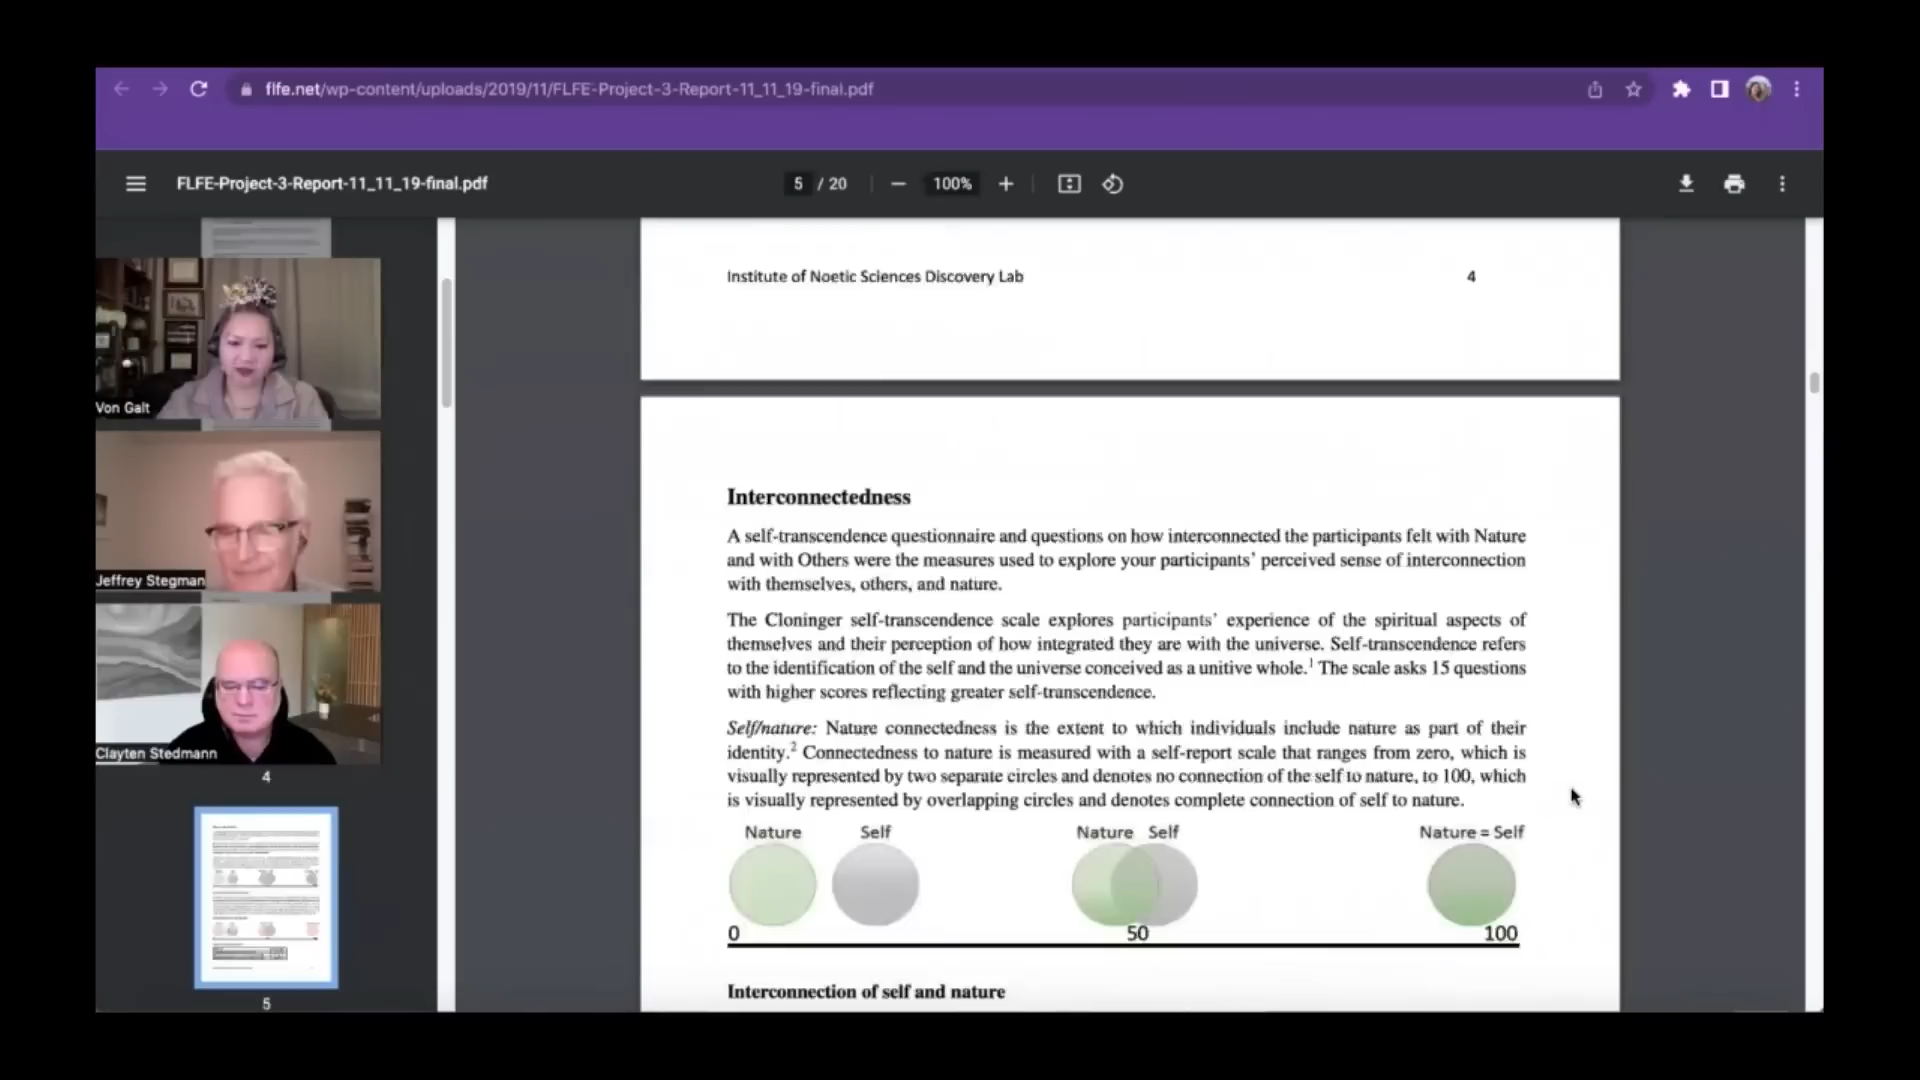 flfe.net/wp-content/uploads/2019/11/FLFE-Project-3-Report-11_11_19-final.pdf
FLFE-Project-3-Report-11_11_19-final.pdf
5 / 20
100%
Von Galt
Jeffrey Stegman
Clayten Stedmann
4
5
Institute of Noetic Sciences Discovery Lab 4
Interconnectedness
A self-transcendence questionnaire and questions on how interconnected the participants felt with Nature
and with Others were the measures used to explore your participants’ perceived sense of interconnection
with themselves, others, and nature.
The Cloninger self-transcendence scale explores participants’ experience of the spiritual aspects of
themselves and their perception of how integrated they are with the universe. Self-transcendence refers
to the identification of the self and the universe conceived as a unitive whole.1 The scale asks 15 questions
with higher scores reflecting greater self-transcendence.
Self/nature: Nature connectedness is the extent to which individuals include nature as part of their
identity.2 Connectedness to nature is measured with a self-report scale that ranges from zero, which is
visually represented by two separate circles and denotes no connection of the self to nature, to 100, which
is visually represented by overlapping circles and denotes complete connection of self to nature.
Nature Self Nature Self Nature = Self
0 50 100
Interconnection of self and nature